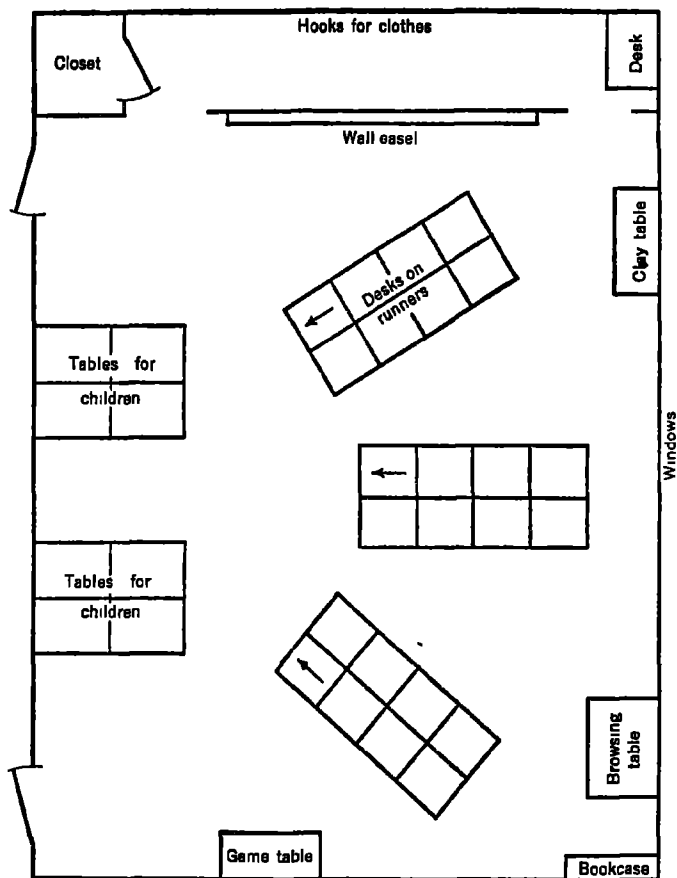 Hooks for clothes
Closet
Desk
Wall easel
Clay table
Desks on
runners
Tables for
children
Windows
Tables for
children
Browsing
table
Game table
Bookcase